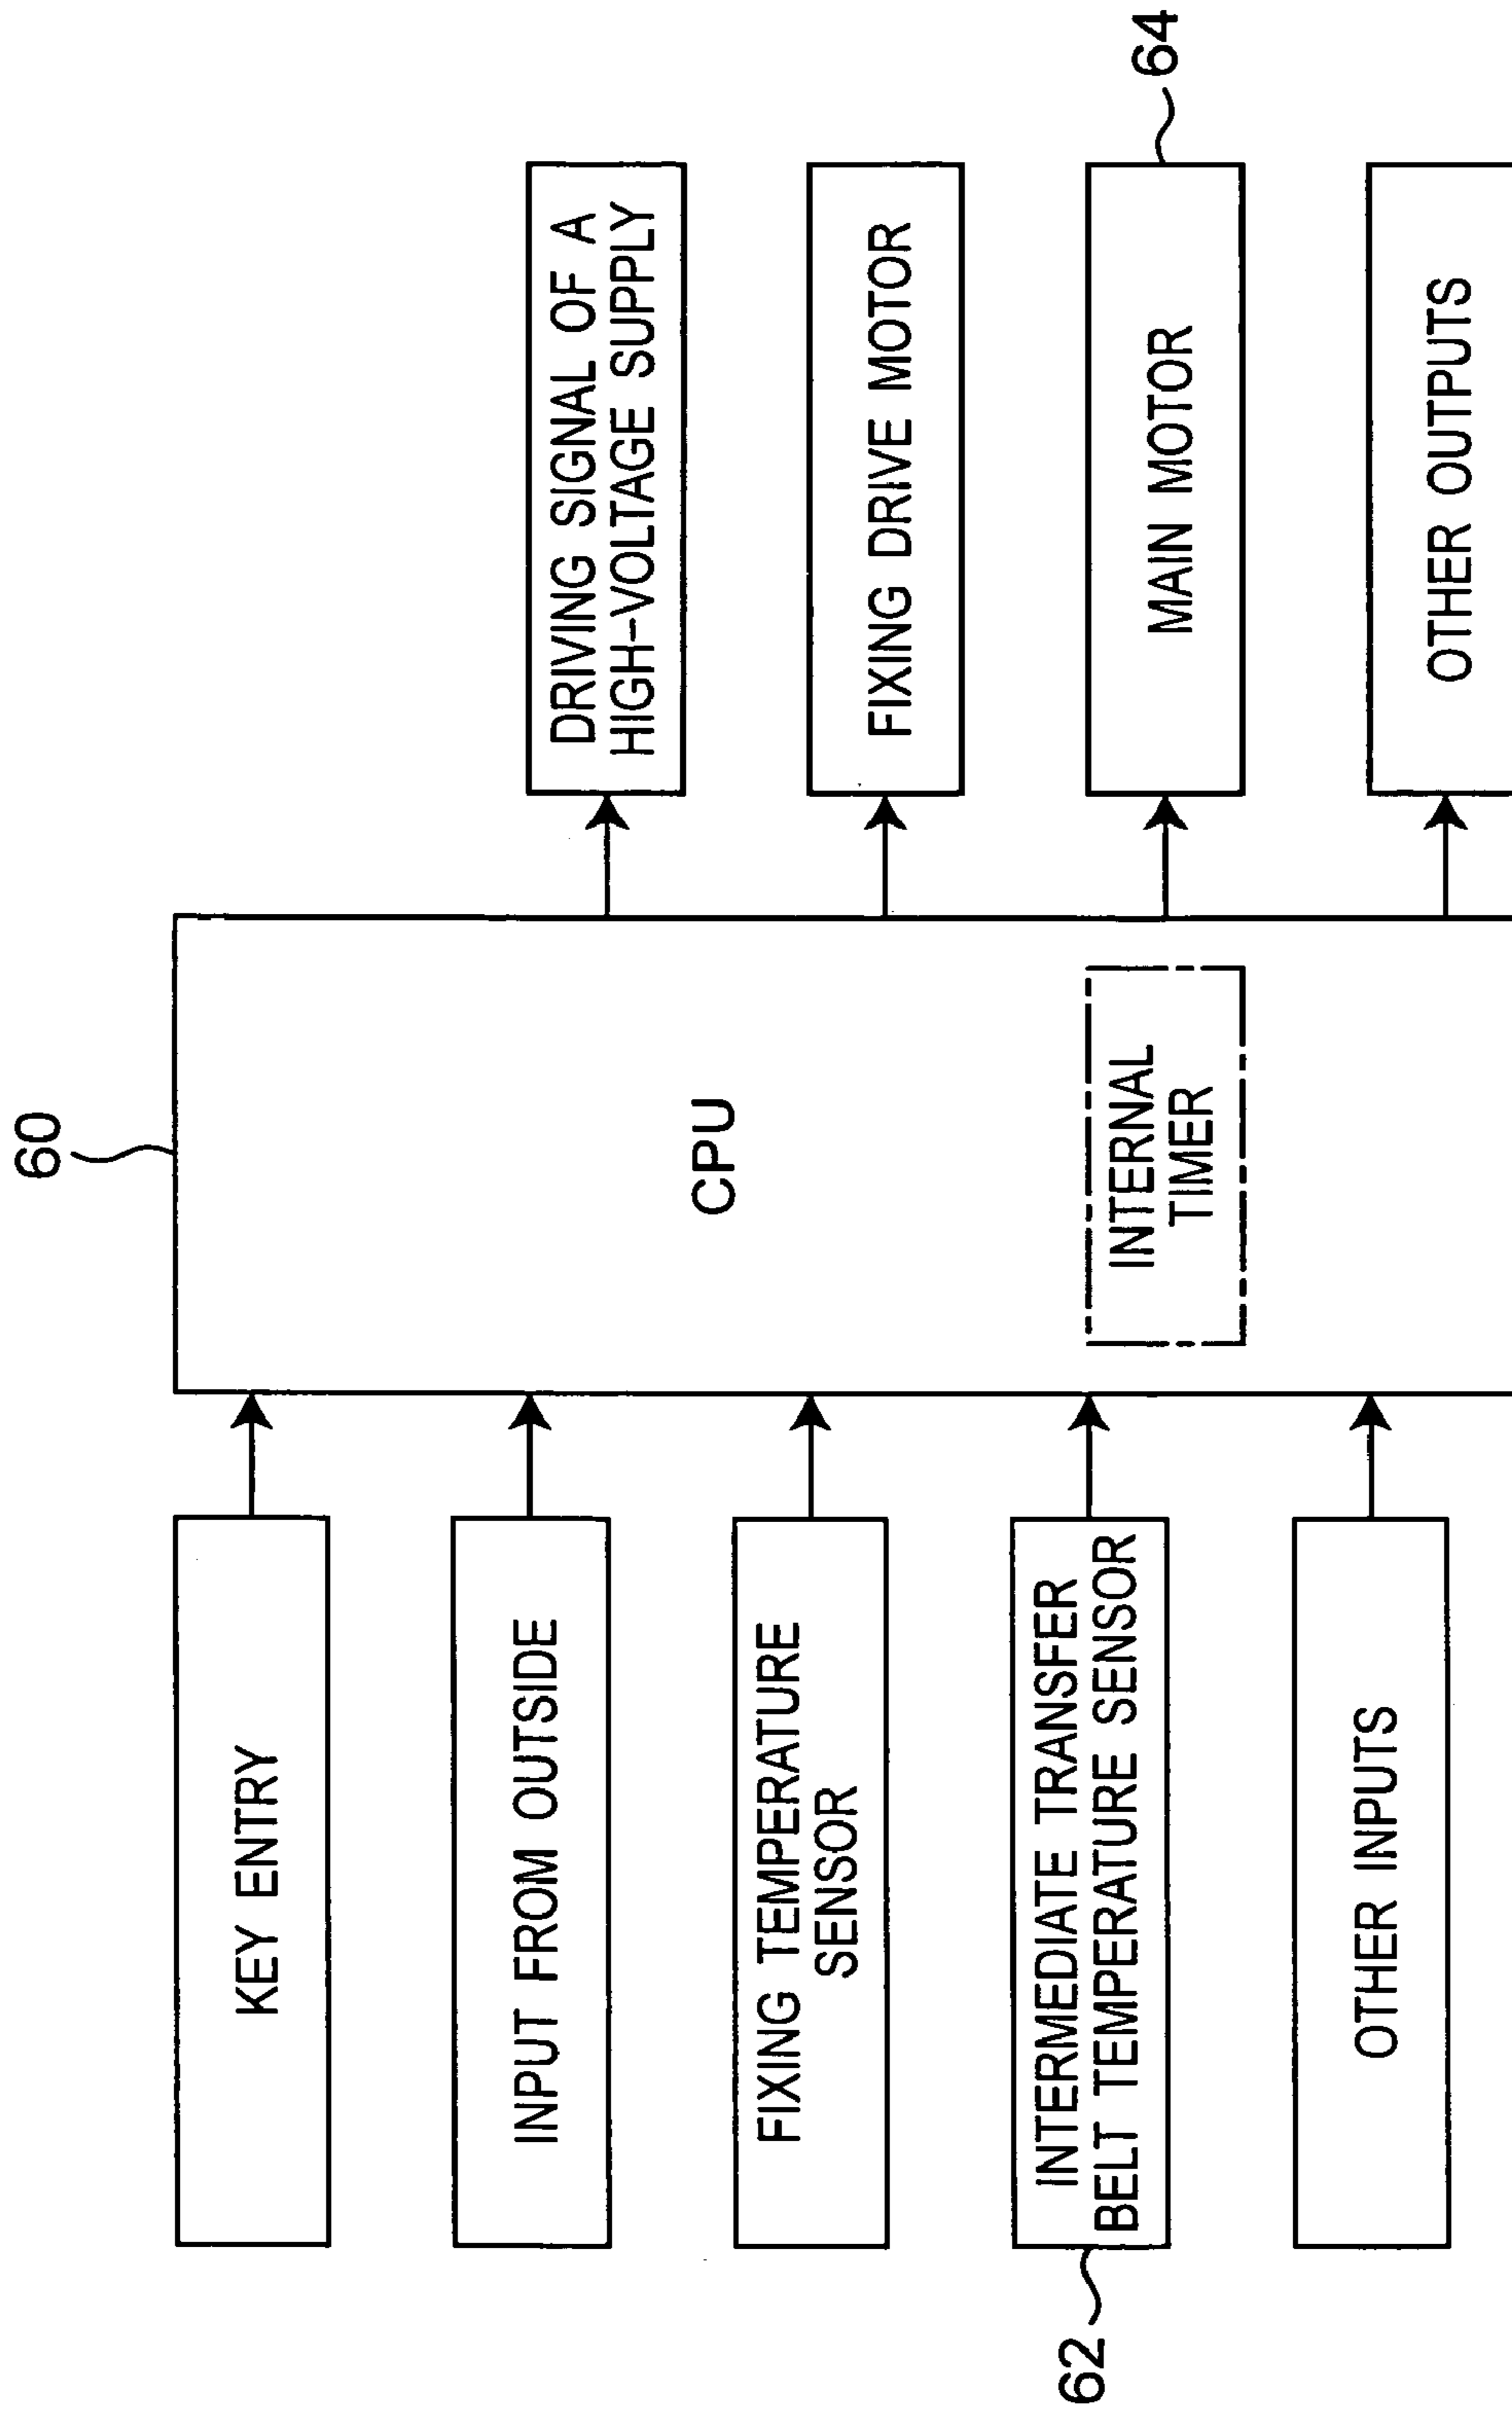 60
KEY ENTRY
INPUT FROM OUTSIDE
FIXING TEMPERATURE
SENSOR
INTERMEDIATE TRANSFER
BELT TEMPERATURE SENSOR
62
OTHER INPUTS
CPU
INTERNAL
TIMER
DRIVING SIGNAL OF A
HIGH-VOLTAGE SUPPLY
FIXING DRIVE MOTOR
MAIN MOTOR
64
OTHER OUTPUTS